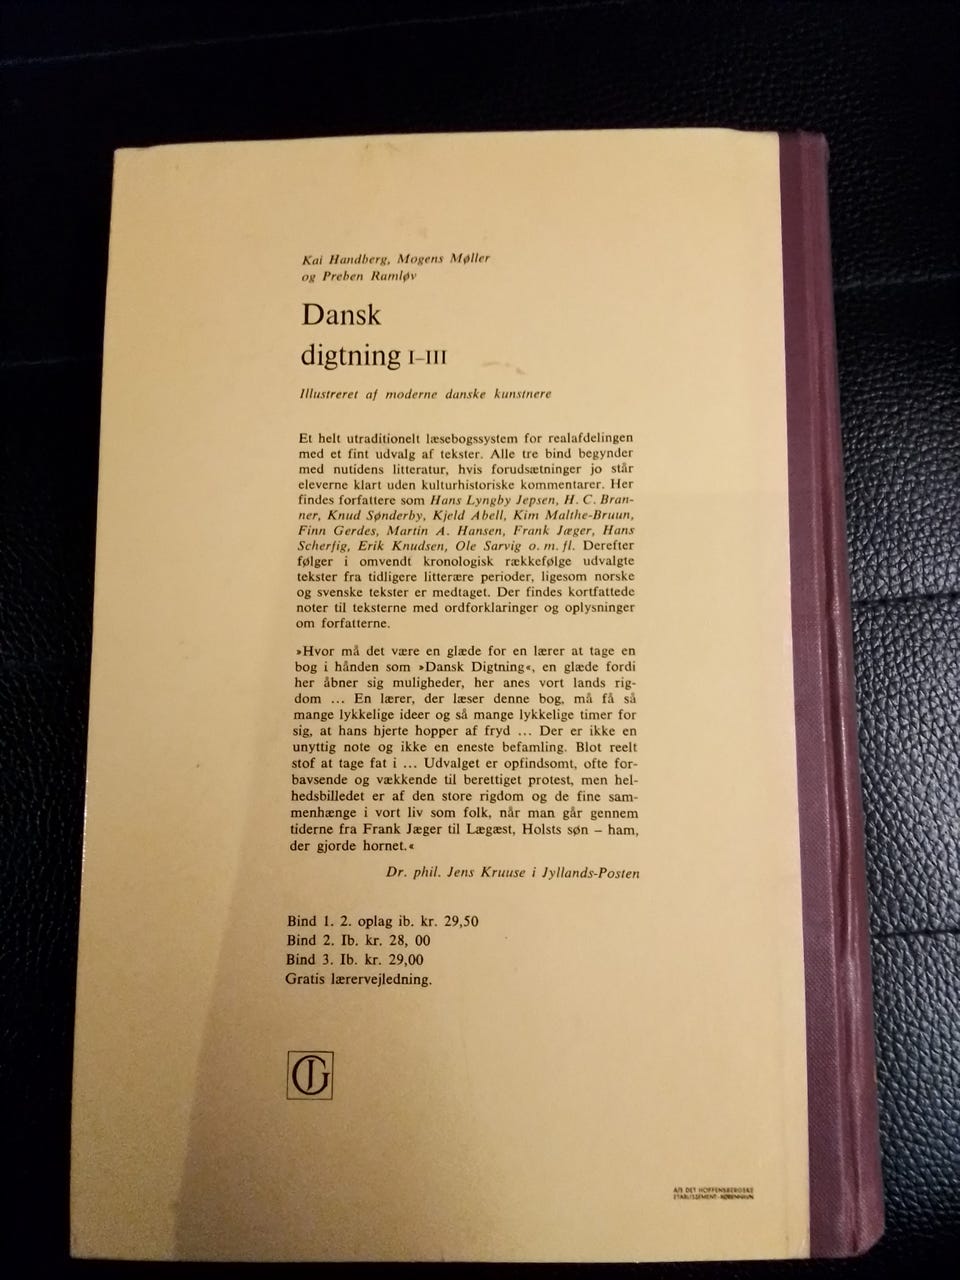 Kai Handberg, Mogens Møller
og Preben Ramløv
Dansk
digtning I–III
Illustreret af moderne danske kunstnere
Et helt utraditionelt læsebogssystem for realafdelingen
med et fint udvalg af tekster. Alle tre bind begynder
med nutidens litteratur, hvis forudsætninger jo står
eleverne klart uden kulturhistoriske kommentarer. Her
findes forfattere som Hans Lyngby Jepsen, H. C. Bran-
ner, Knud Sønderby, Kjeld Abell, Kim Malthe-Bruun,
Finn Gerdes, Martin A. Hansen, Frank Jæger, Hans
Scherfig, Erik Knudsen, Ole Sarvig o. m. fl. Derefter
følger i omvendt kronologisk rækkefølge udvalgte
tekster fra tidligere litterære perioder, ligesom norske
og svenske tekster er medtaget. Der findes kortfattede
noter til teksterne med ordforklaringer og oplysninger
om forfatterne.
»Hvor må det være en glæde for en lærer at tage en
bog i hånden som »Dansk Digtning«, en glæde fordi
her åbner sig muligheder, her anes vort lands rig-
dom ... En lærer, der læser denne bog, må få så
mange lykkelige ideer og så mange lykkelige timer for
sig, at hans hjerte hopper af fryd ... Der er ikke en
unyttig note og ikke en eneste befamling. Blot reelt
stof at tage fat i ... Udvalget er opfindsomt, ofte for-
bavsende og vækkende til berettiget protest, men hel-
hedsbilledet er af den store rigdom og de fine sam-
menhænge i vort liv som folk, når man går gennem
tiderne fra Frank Jæger til Lægæst, Holsts søn – ham,
der gjorde hornet.«
Dr. phil. Jens Kruuse i Jyllands-Posten
Bind 1. 2. oplag ib. kr. 29,50
Bind 2. Ib. kr. 28, 00
Bind 3. Ib. kr. 29,00
Gratis lærervejledning.
JG
A/S DET HOFFENSBERGSKE
ETABLISSEMENT · KØBENHAVN